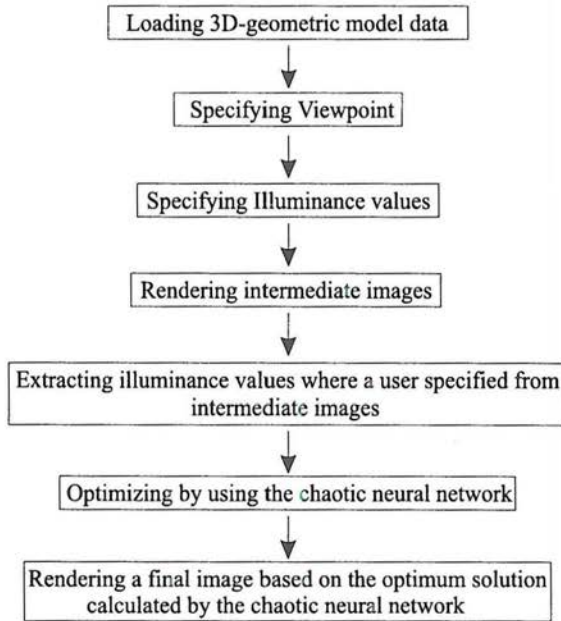 Loading 3D-geometric model data
Specifying Viewpoint
Specifying Illuminance values
Rendering intermediate images
Extracting illuminance values where a user specified from
intermediate images
Optimizing by using the chaotic neural network
Rendering a final image based on the optimum solution
calculated by the chaotic neural network